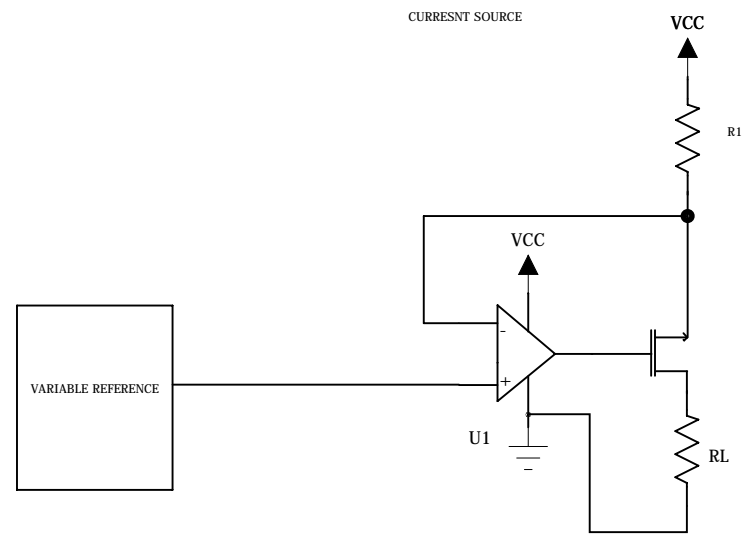 CURRESNT SOURCE
VCC
R1
VCC
-
VARIABLE REFERENCE
+
U1
RL